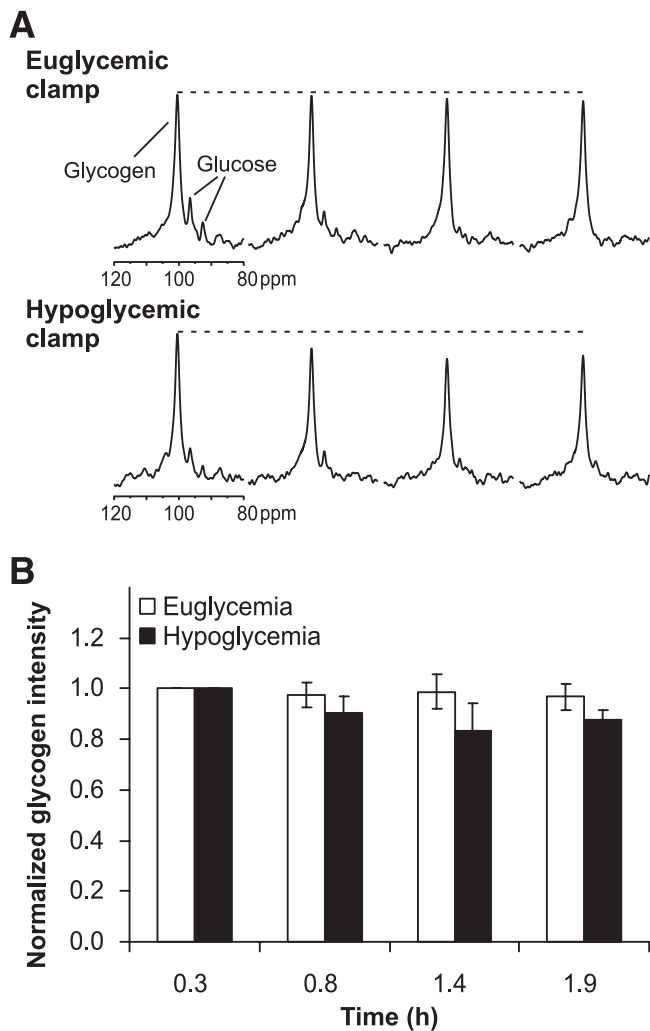 A
Euglycemic
clamp
Glycogen
Glucose
120 100 80 ppm
Hypoglycemic
clamp
120 100 80 ppm
B
Normalized glycogen intensity
Euglycemia
Hypoglycemia
1.2
1.0
0.8
0.6
0.4
0.2
0.0
0.3 0.8 1.4 1.9
Time (h)